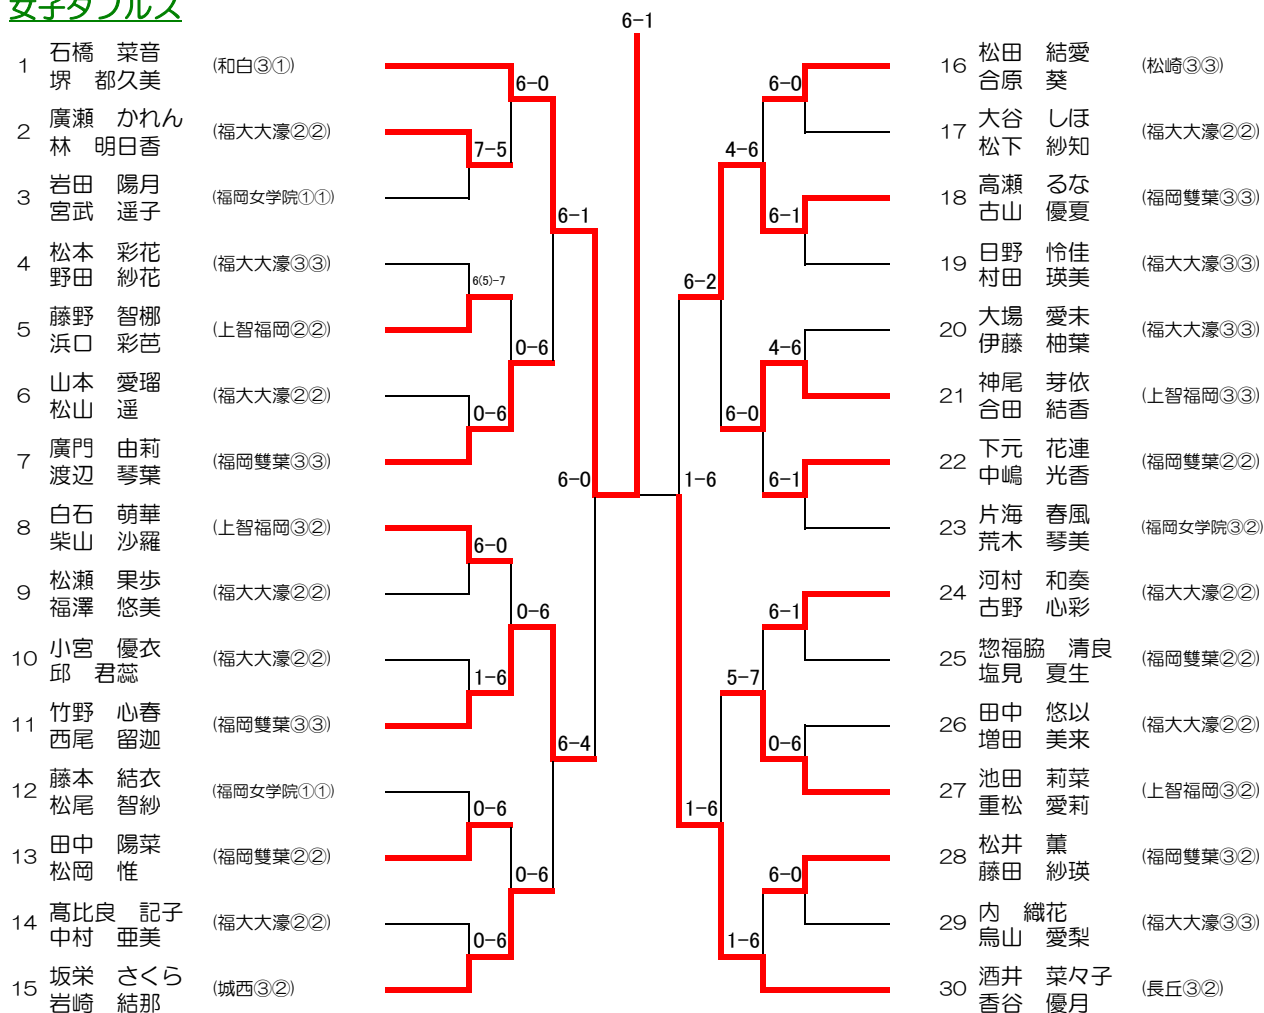 女子ダブルス
6-1
1 石橋 菜音 堺 都久美 (和白③①)
2 廣瀬 かれん 林 明日香 (福大大濠②②)
3 岩田 陽月 宮武 遥子 (福岡女学院①①)
4 松本 彩花 野田 紗花 (福大大濠③③)
5 藤野 智梛 浜口 彩芭 (上智福岡②②)
6 山本 愛瑠 松山 遥 (福大大濠②②)
7 廣門 由莉 渡辺 琴葉 (福岡雙葉③③)
8 白石 萌華 柴山 沙羅 (上智福岡③②)
9 松瀬 果歩 福澤 悠美 (福大大濠②②)
10 小宮 優衣 邱 君蕊 (福大大濠②②)
11 竹野 心春 西尾 留迦 (福岡雙葉③③)
12 藤本 結衣 松尾 智紗 (福岡女学院①①)
13 田中 陽菜 松岡 惟 (福岡雙葉②②)
14 髙比良 記子 中村 亜美 (福大大濠②②)
15 坂栄 さくら 岩崎 結那 (城西③②)
6-0
7-5
6-1
6(5)-7
0-6
0-6
6-0
6-0
0-6
1-6
6-4
0-6
0-6
0-6
16 松田 結愛 合原 葵 (松崎③③)
17 大谷 しほ 松下 紗知 (福大大濠②②)
18 高瀬 るな 古山 優夏 (福岡雙葉③③)
19 日野 怜佳 村田 瑛美 (福大大濠③③)
20 大場 愛未 伊藤 柚葉 (福大大濠③③)
21 神尾 芽依 合田 結香 (上智福岡③③)
22 下元 花連 中嶋 光香 (福岡雙葉②②)
23 片海 春風 荒木 琴美 (福岡女学院③②)
24 河村 和奏 古野 心彩 (福大大濠②②)
25 惣福脇 清良 塩見 夏生 (福岡雙葉②②)
26 田中 悠以 増田 美来 (福大大濠②②)
27 池田 莉菜 重松 愛莉 (上智福岡③②)
28 松井 薫 藤田 紗瑛 (福岡雙葉③②)
29 内 織花 烏山 愛梨 (福大大濠③③)
30 酒井 菜々子 香谷 優月 (長丘③②)
6-0
4-6
6-1
6-2
4-6
6-0
6-1
1-6
6-1
5-7
0-6
1-6
6-0
1-6